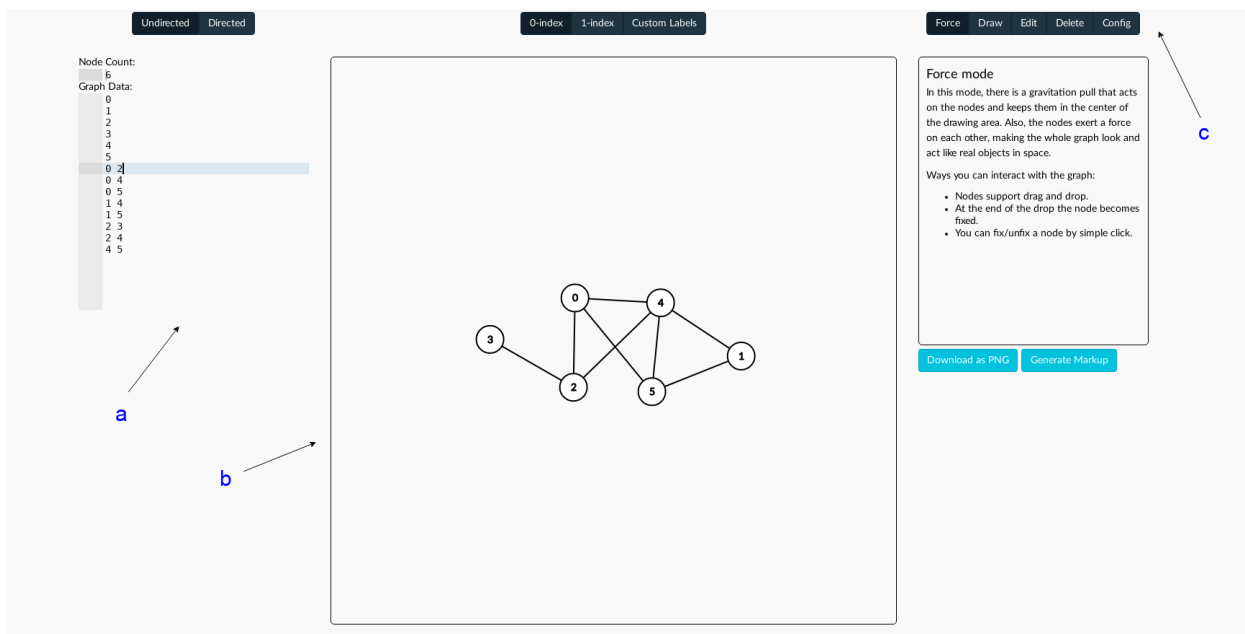 Undirected Directed
0-index 1-index Custom Labels
Force Draw Edit Delete Config
Node Count:
6
Graph Data:
0
1
2
3
4
5
0 2
0 4
0 5
1 4
1 5
2 3
2 4
4 5
a
b
0
4
3
1
2
5
Force mode
In this mode, there is a gravitation pull that acts
on the nodes and keeps them in the center of
the drawing area. Also, the nodes exert a force
on each other, making the whole graph look and
act like real objects in space.
Ways you can interact with the graph:
• Nodes support drag and drop.
• At the end of the drop the node becomes
fixed.
• You can fix/unfix a node by simple click.
Download as PNG Generate Markup
c